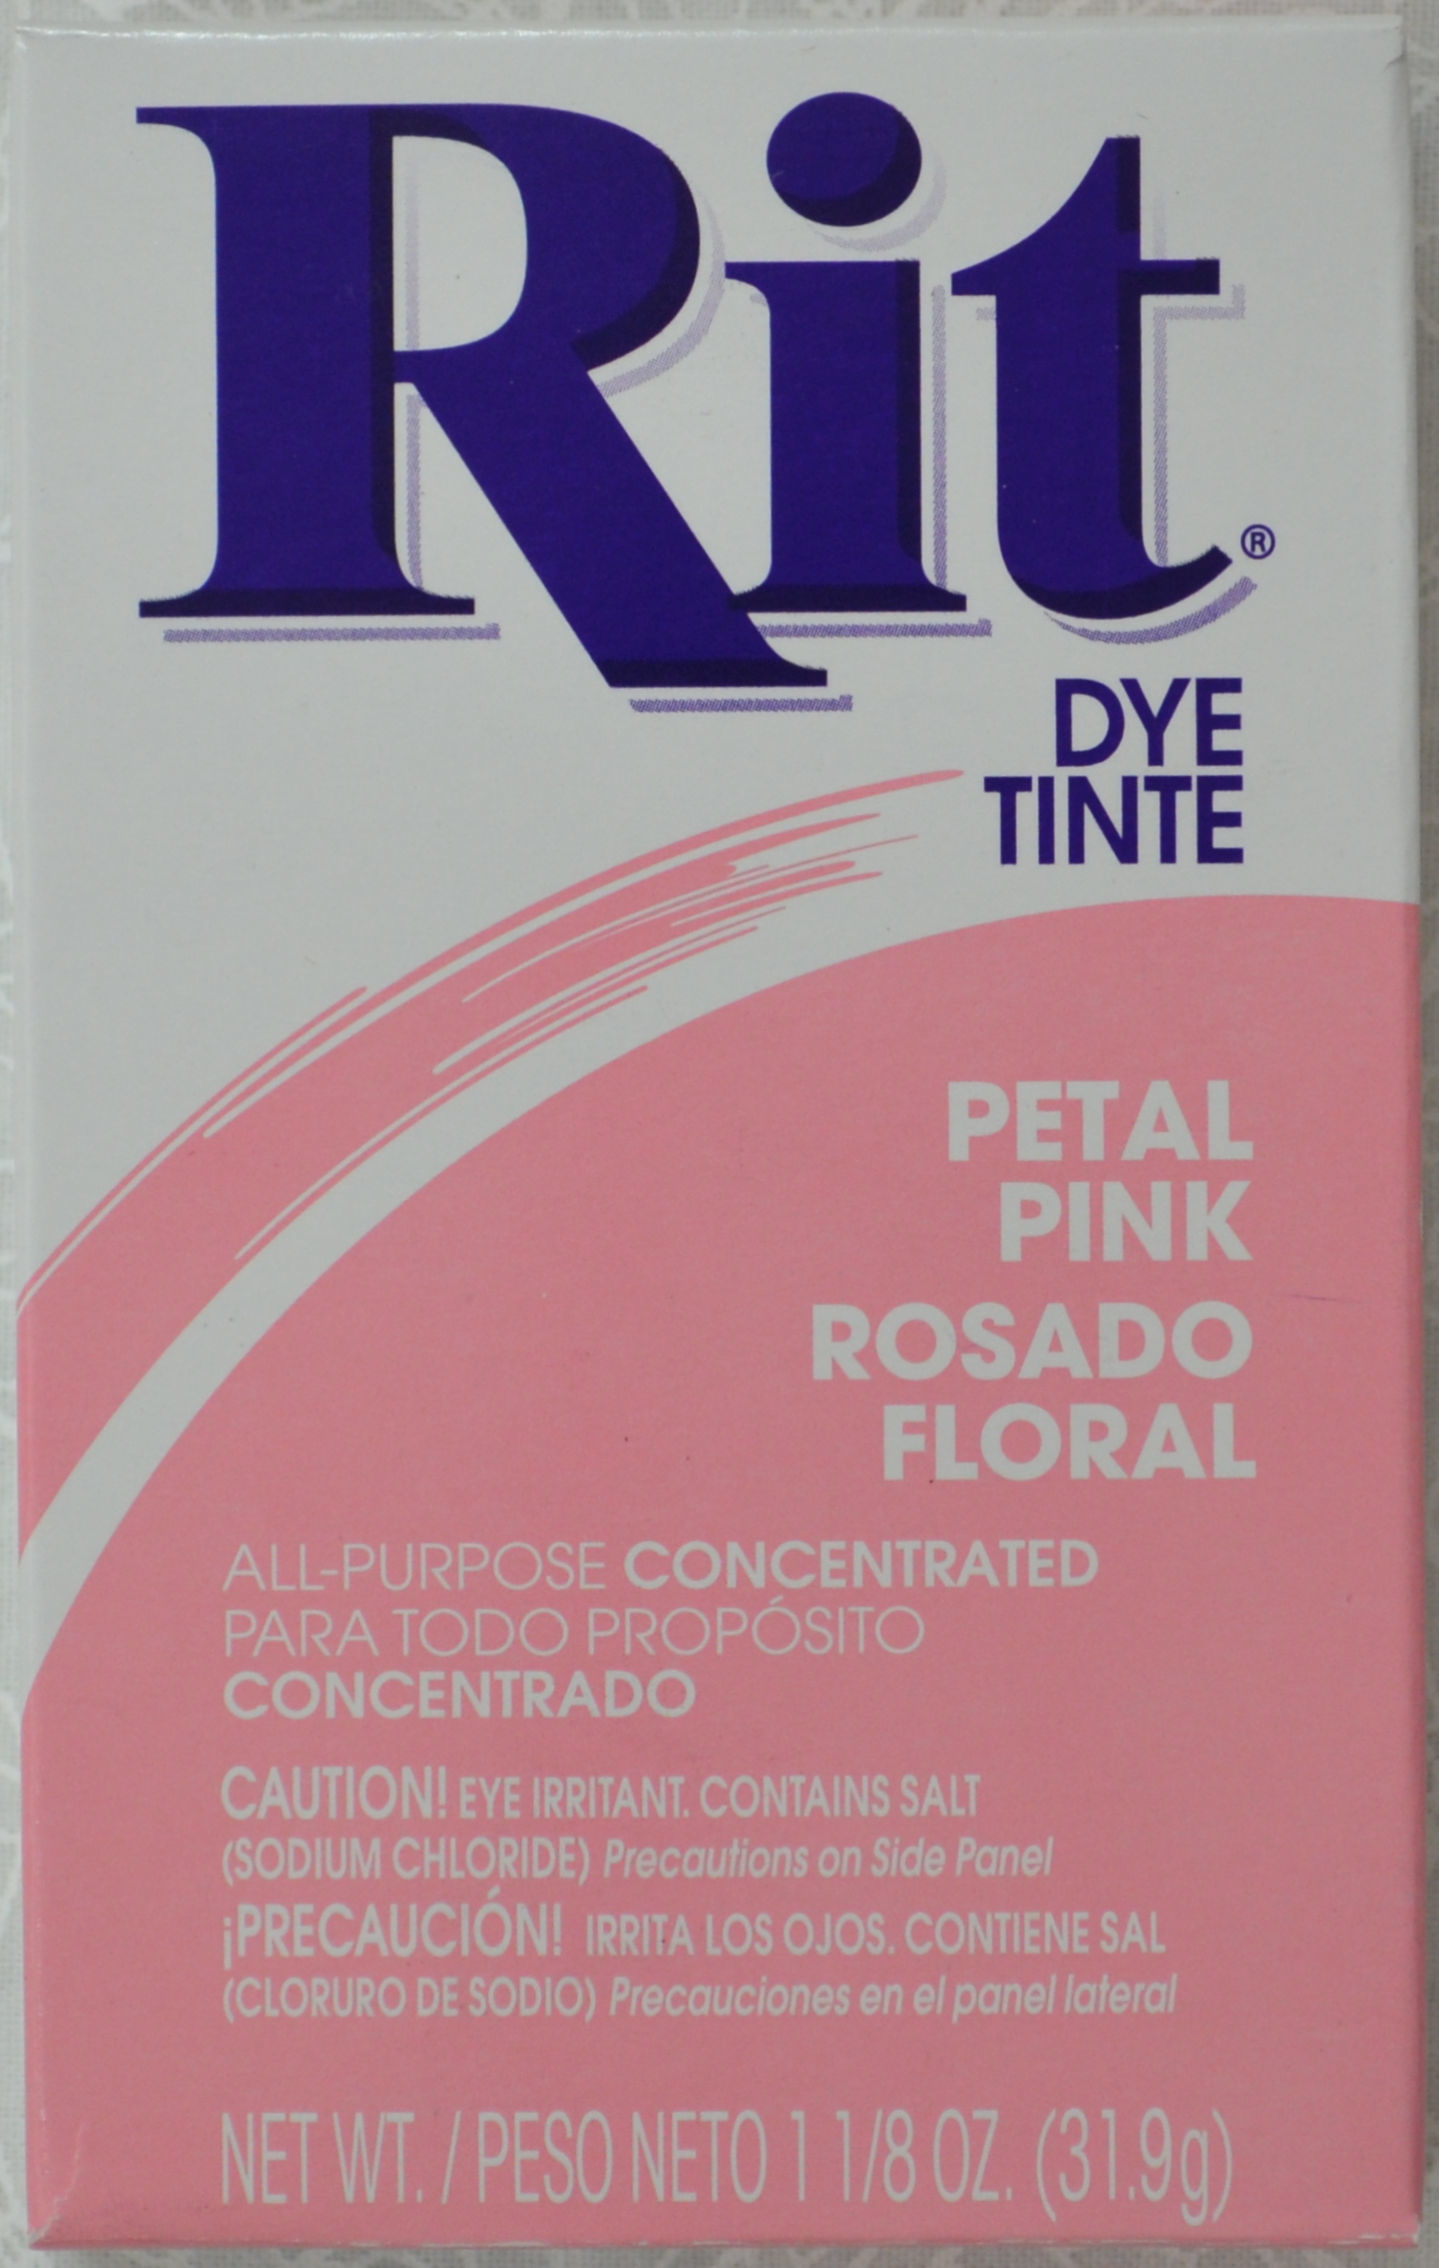 Rit®
DYE
TINTE
PETAL
PINK
ROSADO
FLORAL
ALL-PURPOSE CONCENTRATED
PARA TODO PROPÓSITO
CONCENTRADO
CAUTION! EYE IRRITANT. CONTAINS SALT
(SODIUM CHLORIDE) Precautions on Side Panel
¡PRECAUCIÓN! IRRITA LOS OJOS. CONTIENE SAL
(CLORURO DE SODIO) Precauciones en el panel lateral
NET WT. / PESO NETO 1 1/8 OZ. (31.9g)